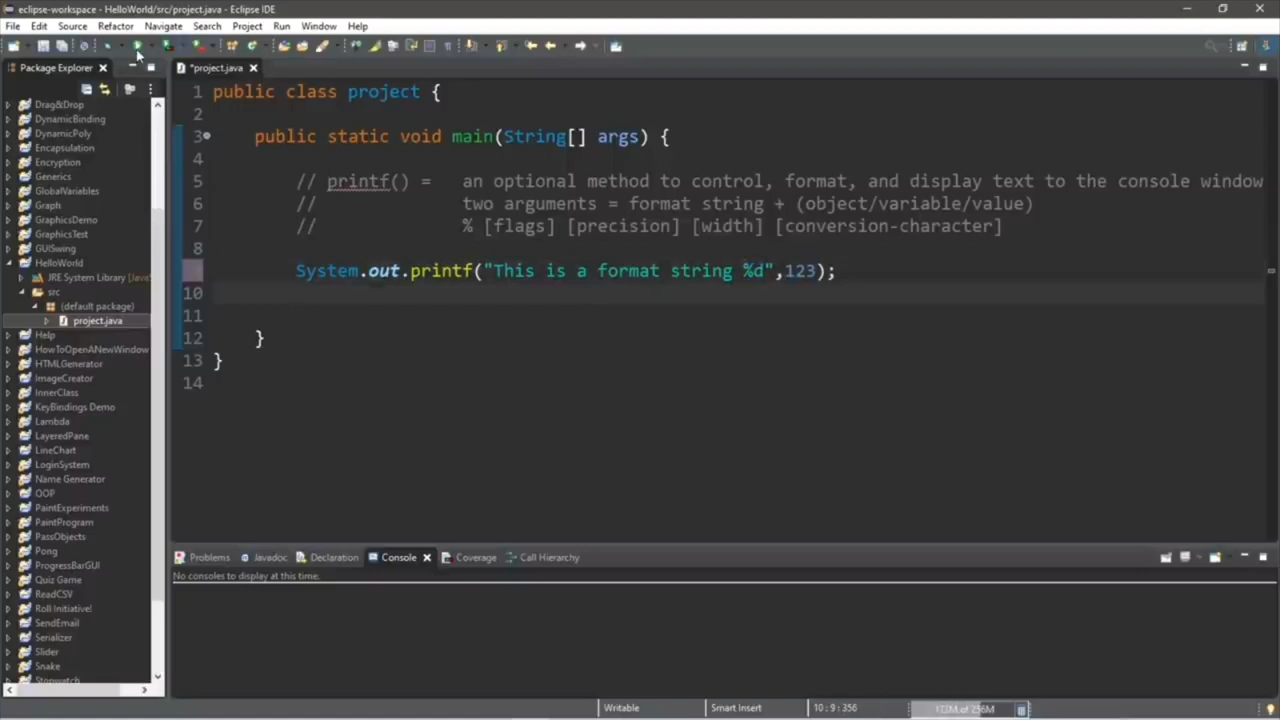 eclipse-workspace - HelloWorld/src/project.java - Eclipse IDE
File Edit Source Refactor Navigate Search Project Run Window Help
Package Explorer
*project.java
Drag&Drop
DynamicBinding
DynamicPoly
Encapsulation
Encryption
Generics
GlobalVariables
Graph
GraphicsDemo
GraphicsTest
GUISwing
HelloWorld
JRE System Library [Java
src
(default package)
project.java
Help
HowToOpenANewWindow
HTMLGenerator
ImageCreator
InnerClass
KeyBindings Demo
Lambda
LayeredPane
LineChart
LoginSystem
Name Generator
OOP
PaintExperiments
PaintProgram
PassObjects
Pong
ProgressBarGUI
Quiz Game
ReadCSV
Roll Initiative!
SendEmail
Serializer
Slider
Snake
Stopwatch
1 public class project {
2
3 public static void main(String[] args) {
4
5 // printf() = an optional method to control, format, and display text to the console window
6 // two arguments = format string + (object/variable/value)
7 // % [flags] [precision] [width] [conversion-character]
8
9 System.out.printf("This is a format string %d",123);
10
11
12 }
13 }
14
Problems Javadoc Declaration Console Coverage Call Hierarchy
No consoles to display at this time.
Writable Smart Insert 10 : 9 : 356